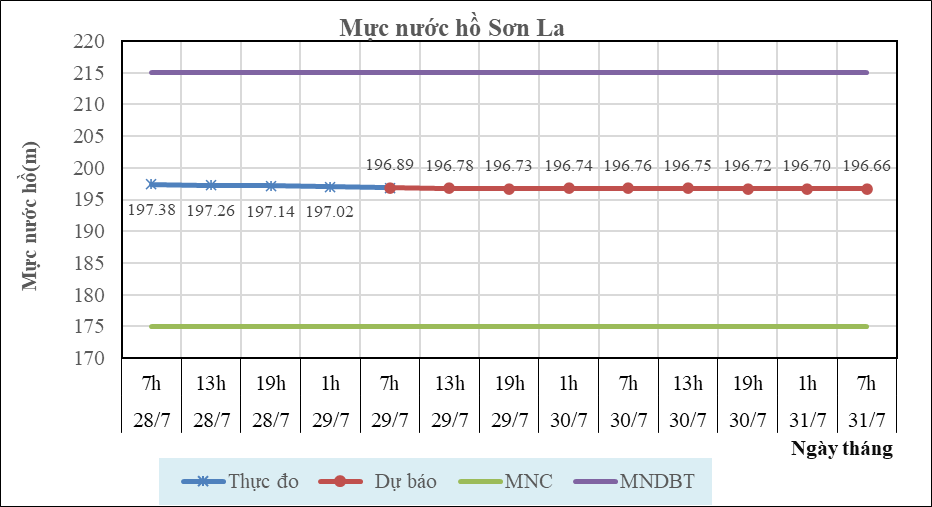 Mực nước hồ Sơn La
Mực nước hồ(m)
220
215
210
205
200
195
190
185
180
175
170
196.89 196.78 196.73 196.74 196.76 196.75 196.72 196.70 196.66
197.38 197.26 197.14 197.02
7h 13h 19h 1h 7h 13h 19h 1h 7h 13h 19h 1h 7h
28/7 28/7 28/7 29/7 29/7 29/7 29/7 30/7 30/7 30/7 30/7 31/7 31/7
Ngày tháng
Thực đo Dự báo MNC MNDBT